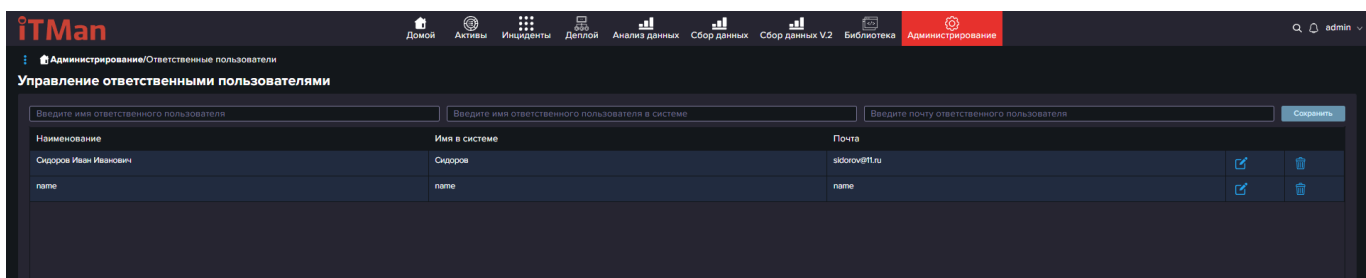 iTMan
Домой Активы Инциденты Деплой Анализ данных Сбор данных Сбор данных V.2 Библиотека Администрирование admin
Администрирование/Ответственные пользователи
Управление ответственными пользователями
Введите имя ответственного пользователя Введите имя ответственного пользователя в системе Введите почту ответственного пользователя Сохранить
Наименование Имя в системе Почта
Сидоров Иван Иванович Сидоров sidorov@11.ru
name name name